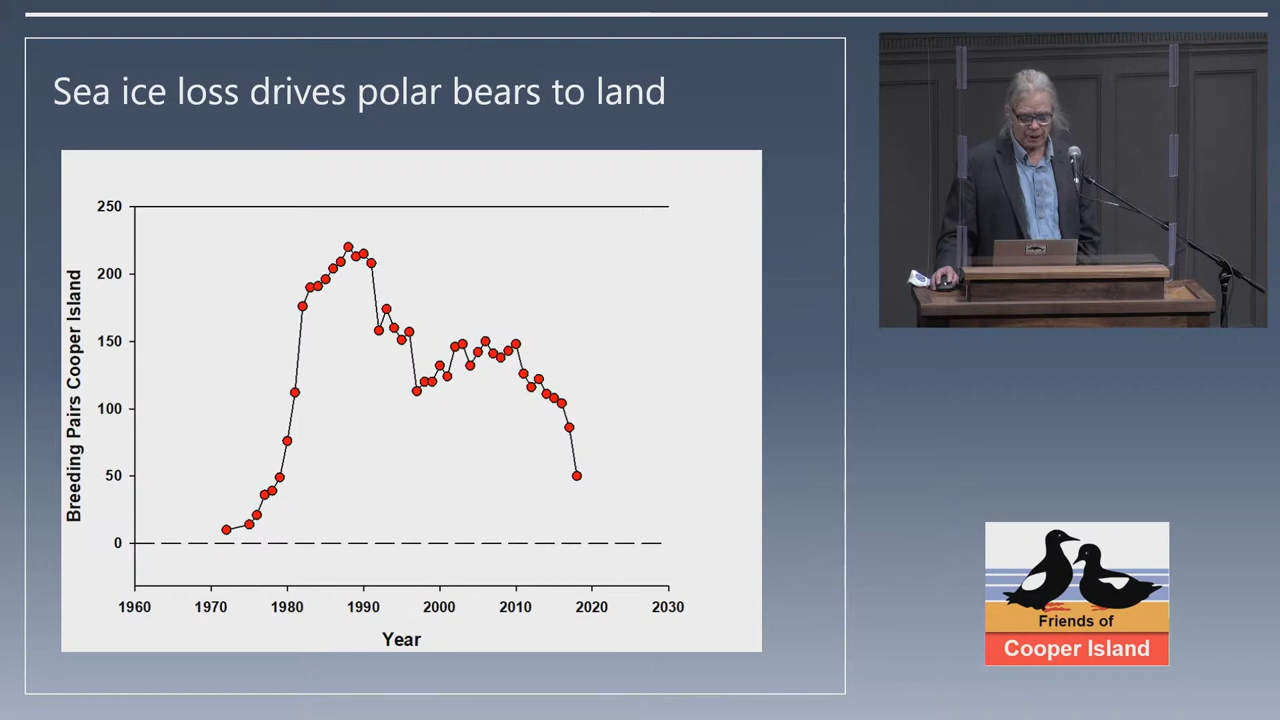 Sea ice loss drives polar bears to land
Breeding Pairs Cooper Island
250
200
150
100
50
0
1960 1970 1980 1990 2000 2010 2020 2030
Year
Friends of
Cooper Island